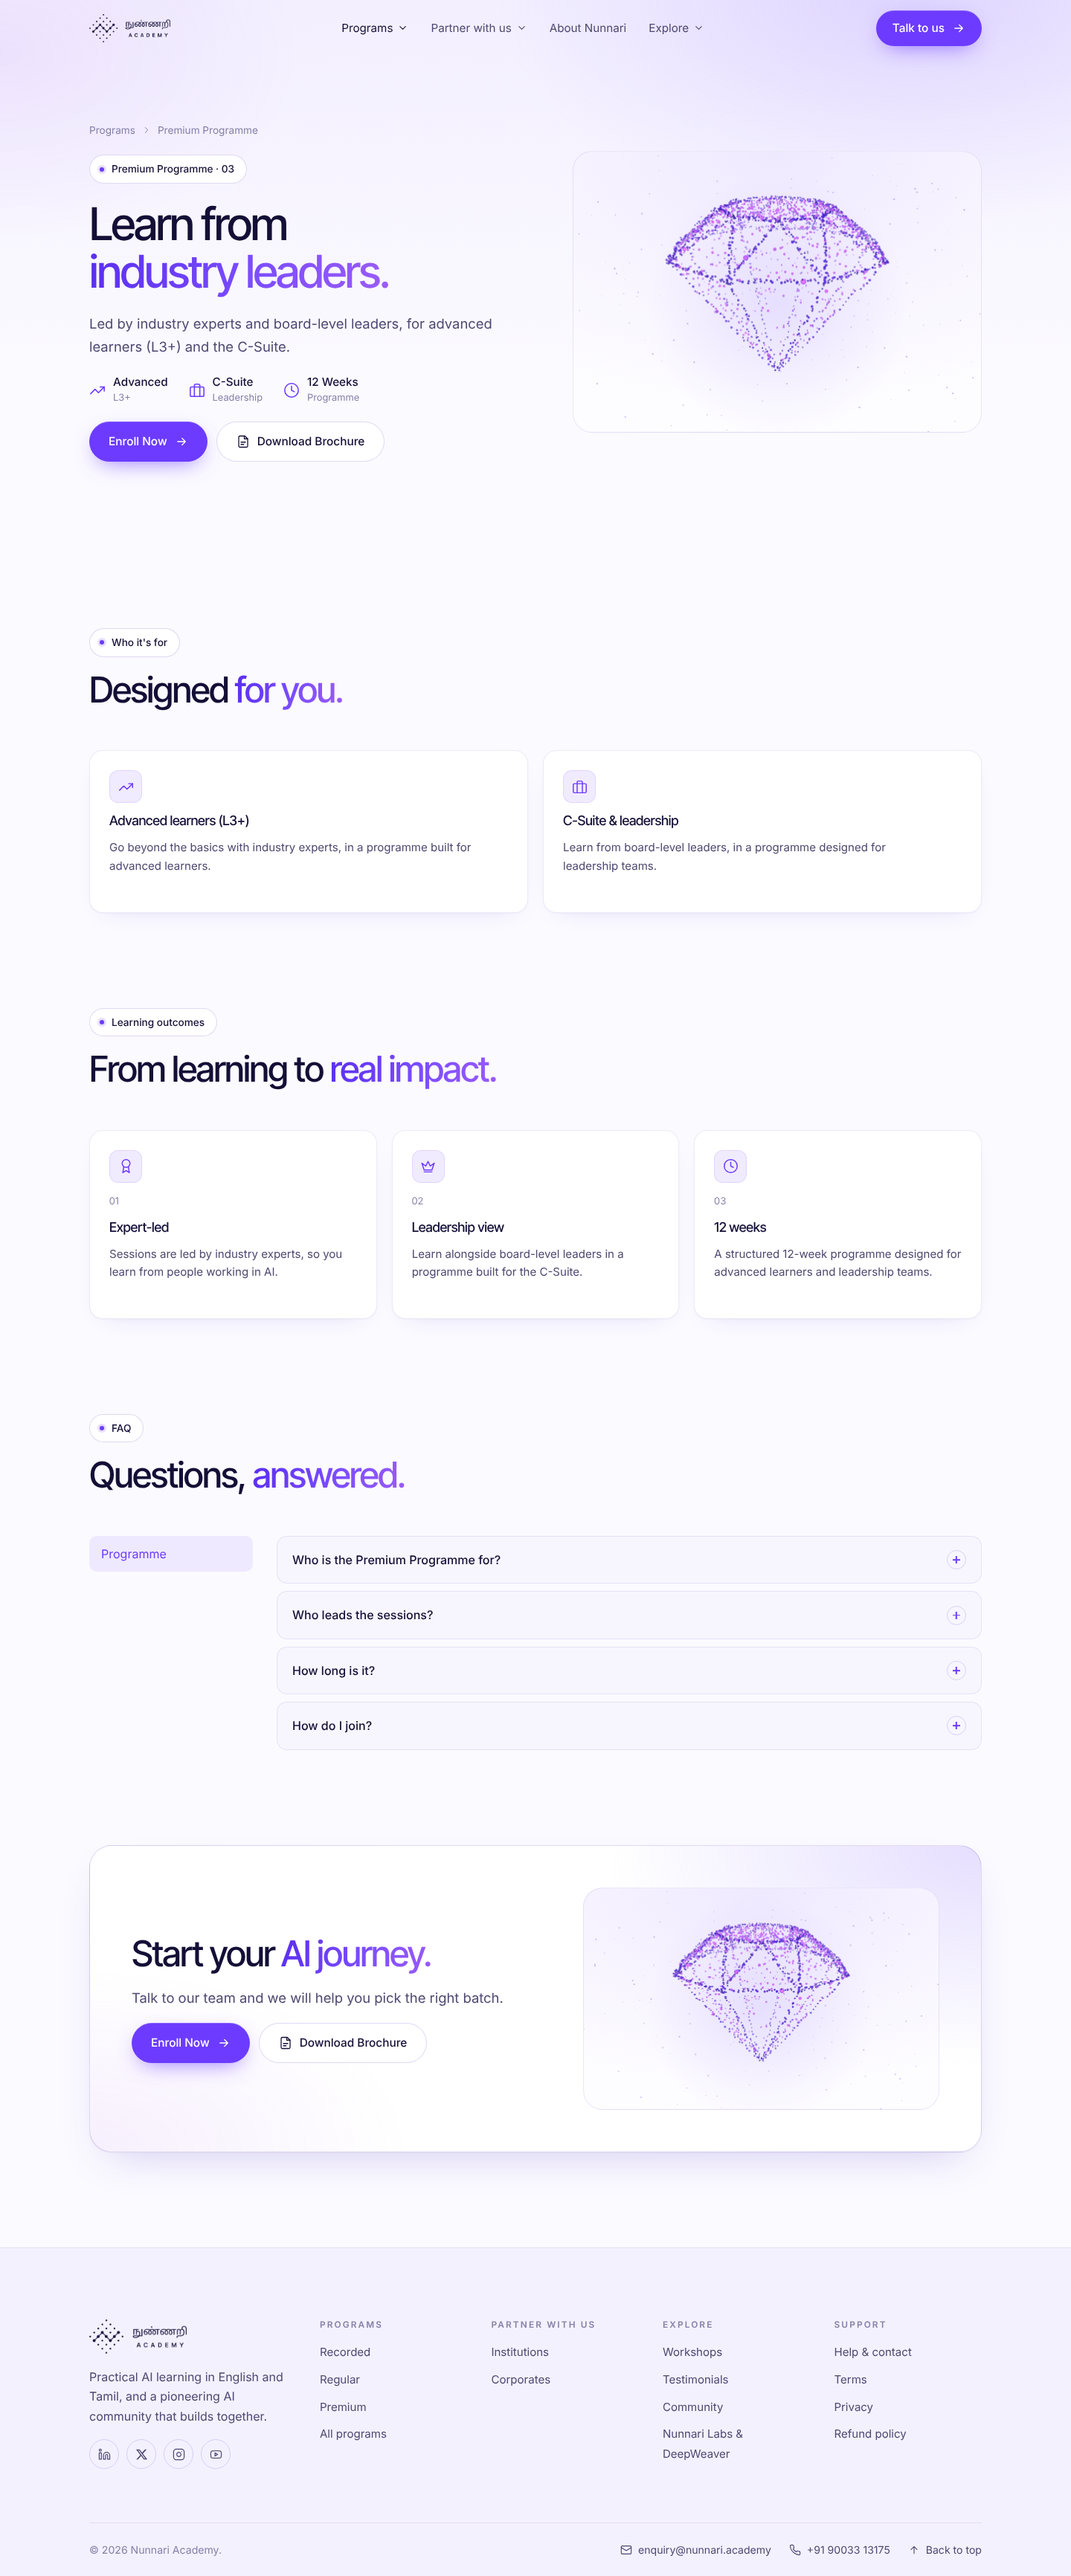 நுண்ணறி
ACADEMY
Programs
Partner with us
About Nunnari
Explore
Talk to us
Programs
Premium Programme
Premium Programme · 03
Learn from
industry leaders.
Led by industry experts and board-level leaders, for advanced
learners (L3+) and the C-Suite.
Advanced
L3+
C-Suite
Leadership
12 Weeks
Programme
Enroll Now
Download Brochure
Who it's for
Designed for you.
Advanced learners (L3+)
Go beyond the basics with industry experts, in a programme built for
advanced learners.
C-Suite & leadership
Learn from board-level leaders, in a programme designed for
leadership teams.
Learning outcomes
From learning to real impact.
01
Expert-led
Sessions are led by industry experts, so you
learn from people working in AI.
02
Leadership view
Learn alongside board-level leaders in a
programme built for the C-Suite.
03
12 weeks
A structured 12-week programme designed for
advanced learners and leadership teams.
FAQ
Questions, answered.
Programme
Who is the Premium Programme for?
Who leads the sessions?
How long is it?
How do I join?
Start your AI journey.
Talk to our team and we will help you pick the right batch.
Enroll Now
Download Brochure
நுண்ணறி
ACADEMY
Practical AI learning in English and
Tamil, and a pioneering AI
community that builds together.
PROGRAMS
Recorded
Regular
Premium
All programs
PARTNER WITH US
Institutions
Corporates
EXPLORE
Workshops
Testimonials
Community
Nunnari Labs &
DeepWeaver
SUPPORT
Help & contact
Terms
Privacy
Refund policy
© 2026 Nunnari Academy.
enquiry@nunnari.academy
+91 90033 13175
Back to top